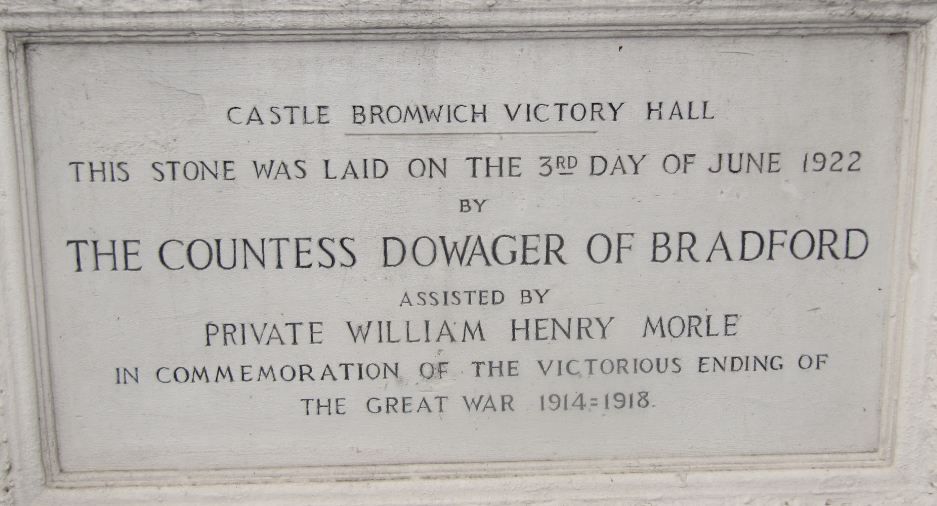 CASTLE BROMWICH VICTORY HALL
THIS STONE WAS LAID ON THE 3RD DAY OF JUNE 1922
BY
THE COUNTESS DOWAGER OF BRADFORD
ASSISTED BY
PRIVATE WILLIAM HENRY MORLE
IN COMMEMORATION OF THE VICTORIOUS ENDING OF
THE GREAT WAR 1914=1918.